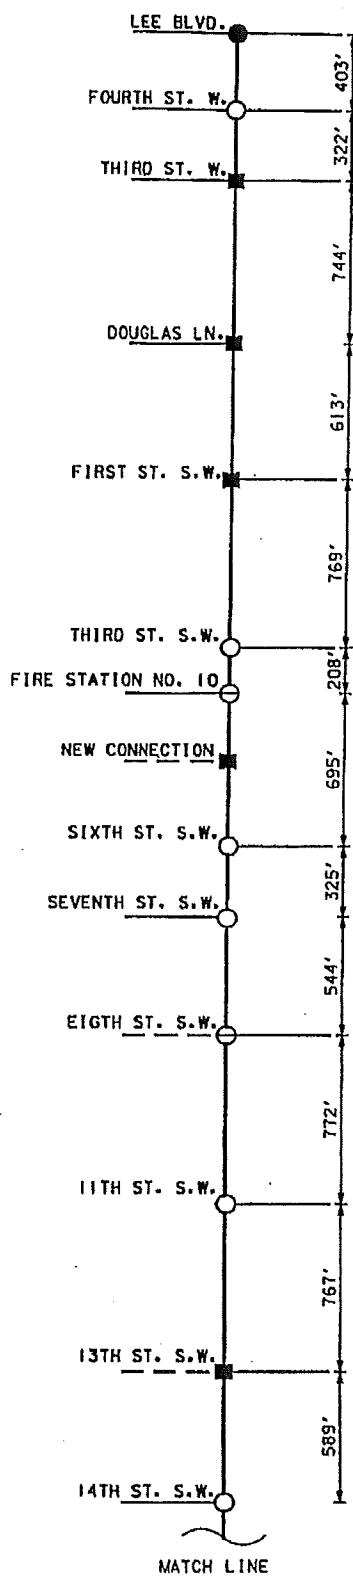 LEE BLVD.
403'
FOURTH ST. W.
322'
THIRD ST. W.
744'
DOUGLAS LN.
613'
FIRST ST. S.W.
769'
THIRD ST. S.W.
208'
FIRE STATION NO. 10
695'
NEW CONNECTION
SIXTH ST. S.W.
325'
SEVENTH ST. S.W.
544'
EIGTH ST. S.W.
772'
11TH ST. S.W.
767'
13TH ST. S.W.
589'
14TH ST. S.W.
MATCH LINE